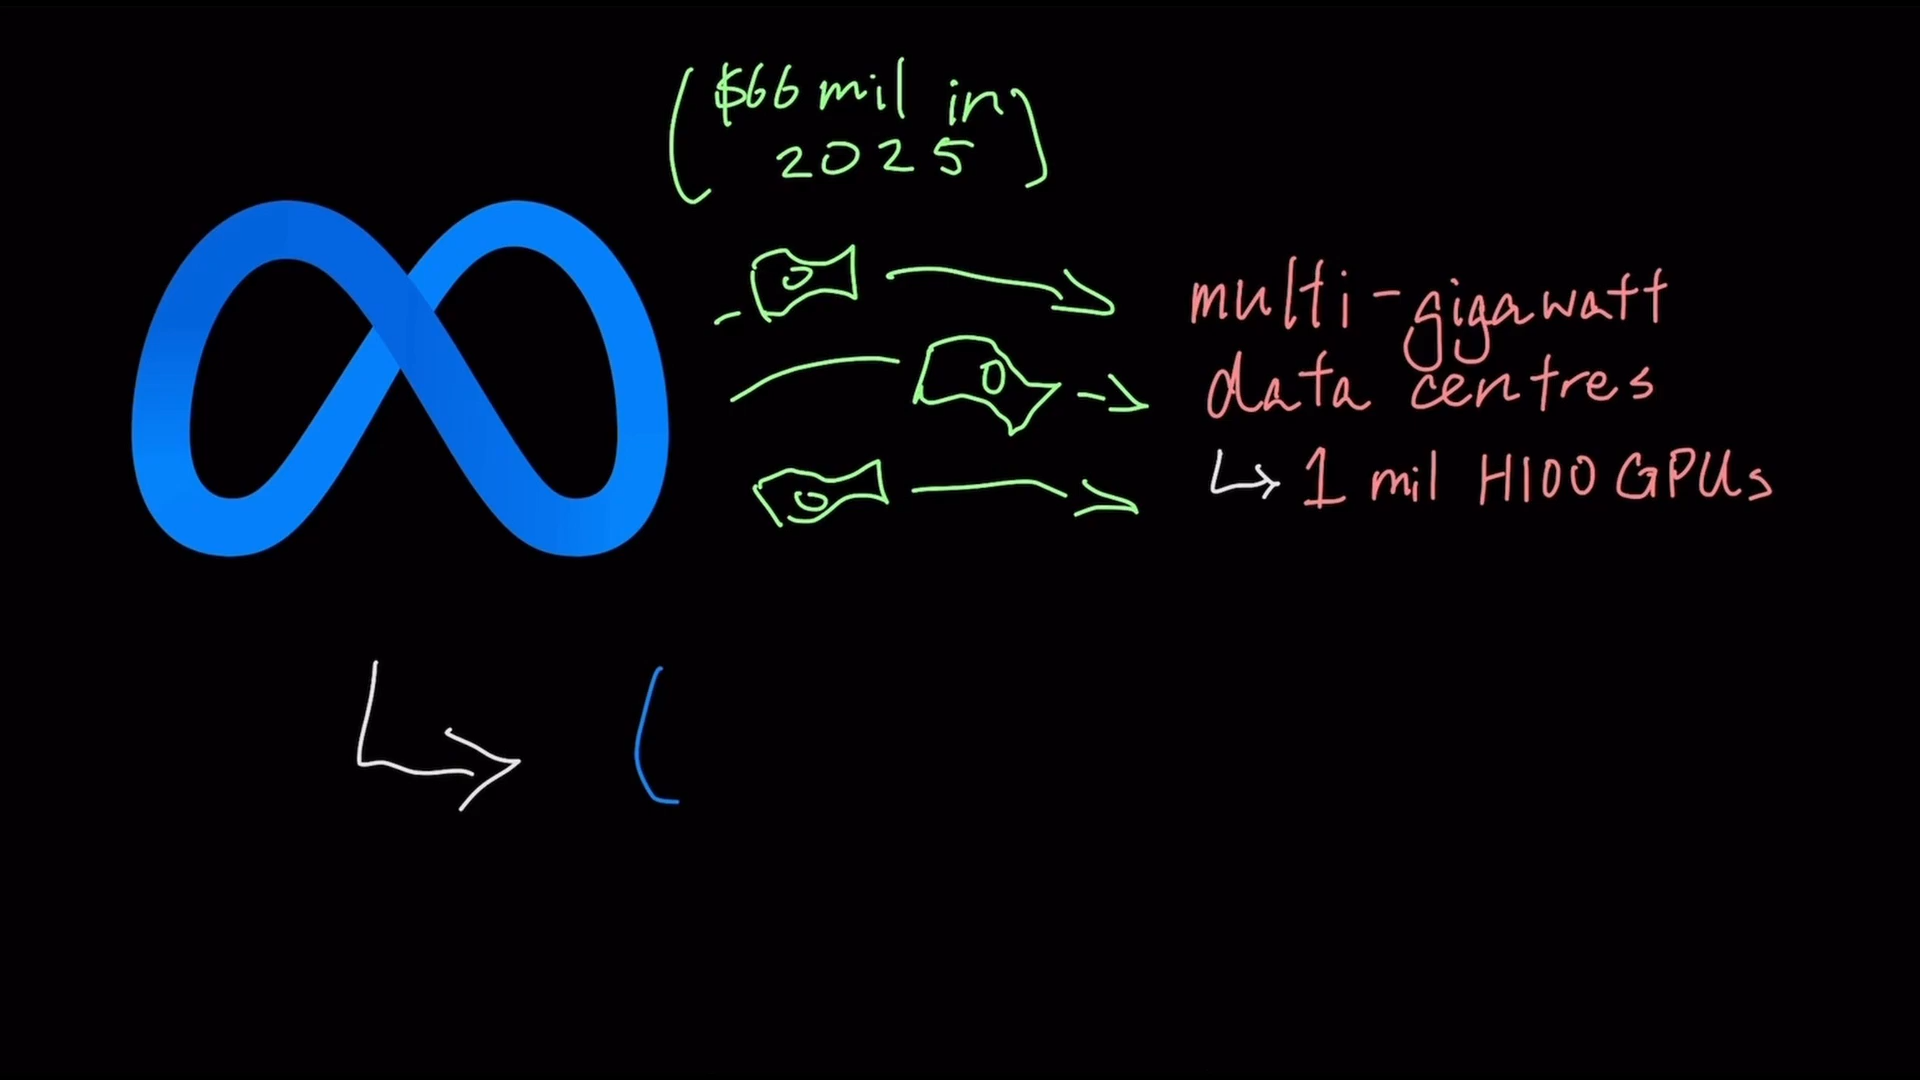 ($66 mil in
2025)
multi-gigawatt
data centres
↳ 1 mil H100 GPUs
(